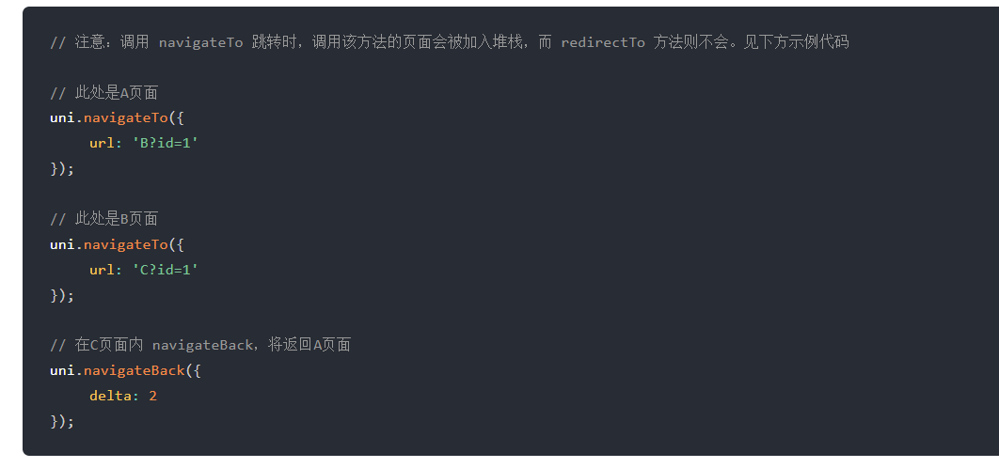 // 注意：调用 navigateTo 跳转时，调用该方法的页面会被加入堆栈，而 redirectTo 方法则不会。见下方示例代码
// 此处是A页面
uni.navigateTo({
url: 'B?id=1'
});
// 此处是B页面
uni.navigateTo({
url: 'C?id=1'
});
// 在C页面内 navigateBack，将返回A页面
uni.navigateBack({
delta: 2
});